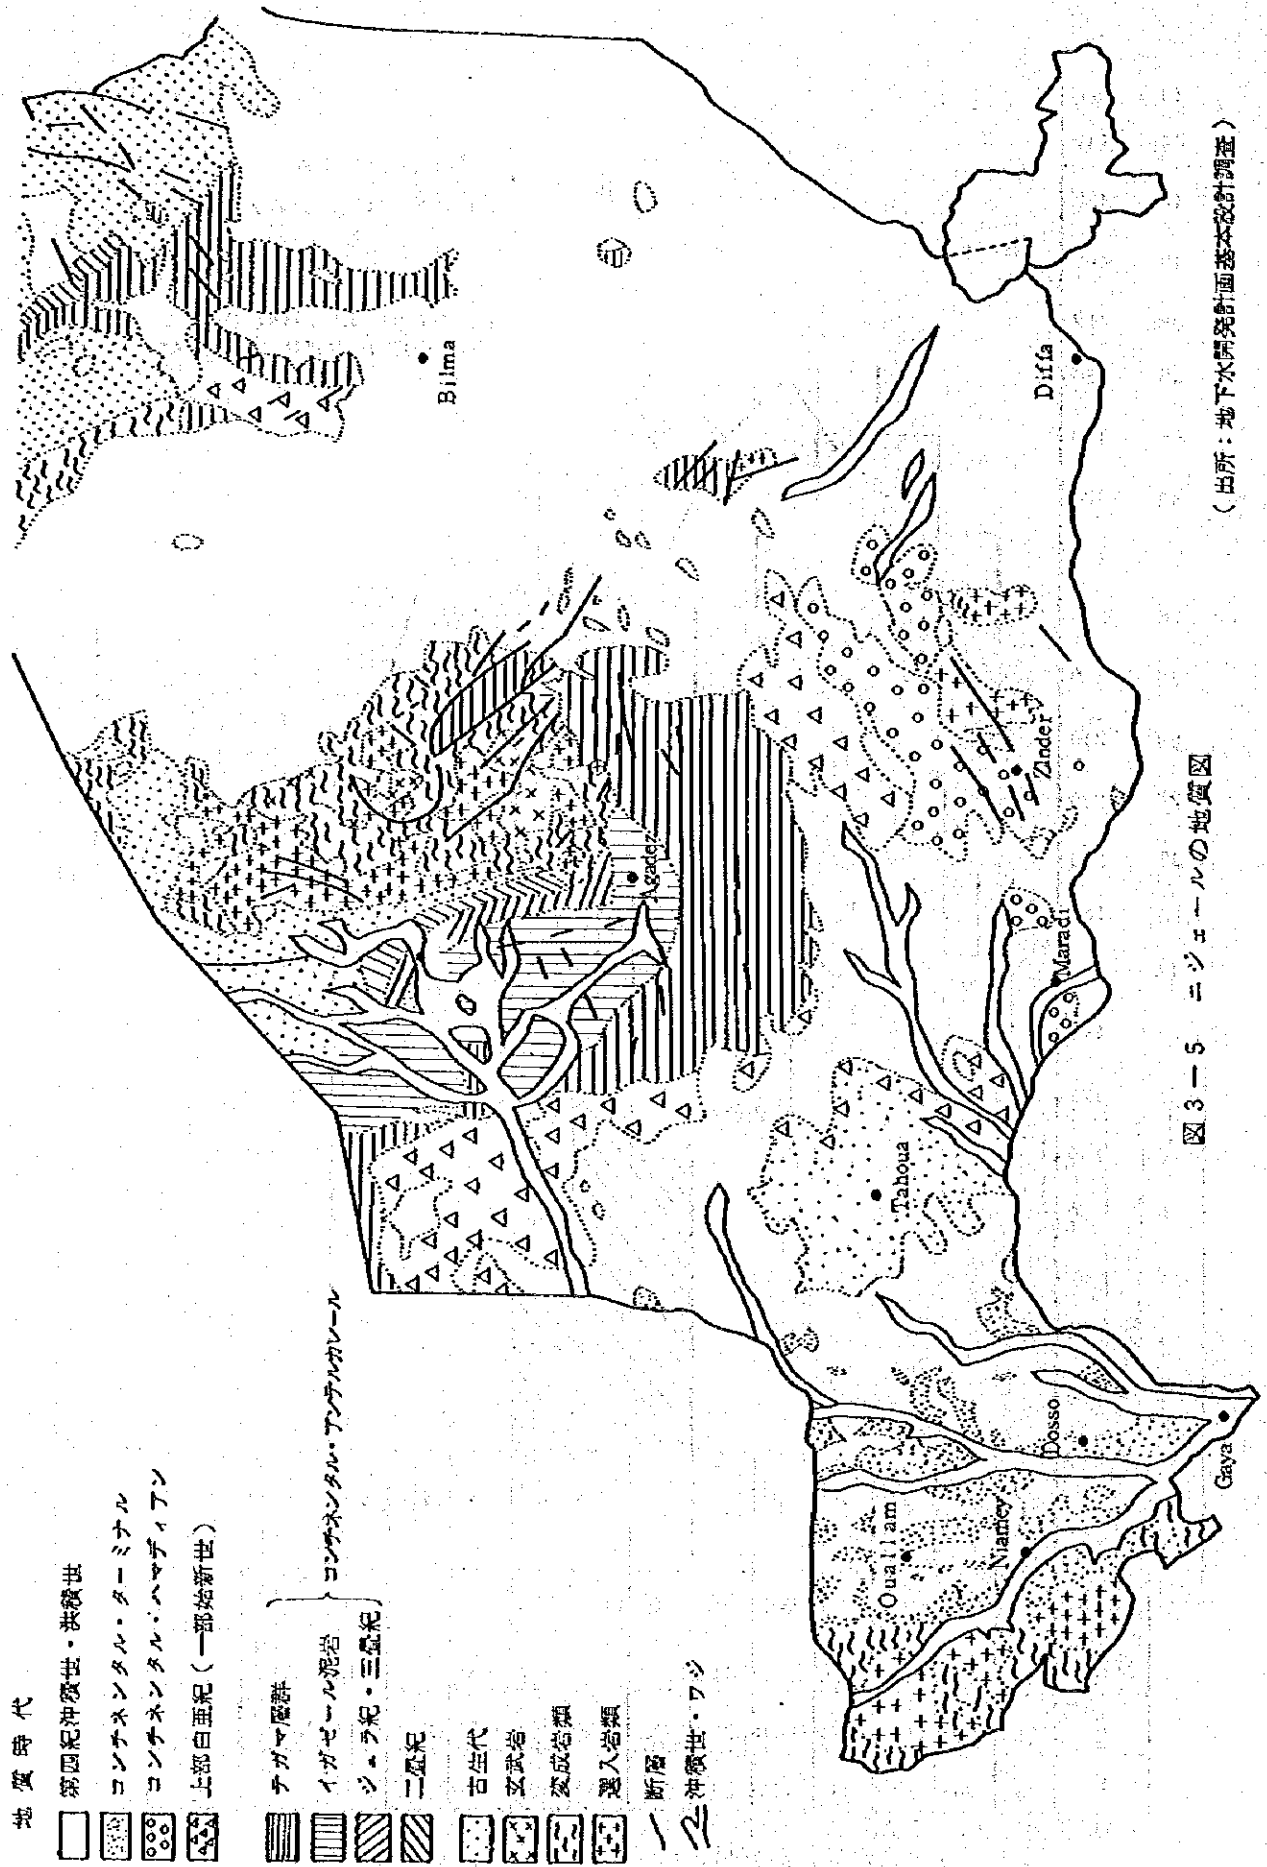 地質時代
第四紀沖積世・洪積世
コンチネンタル・ターミナル
コンチネンタル・ハマディアン
上部白亜紀(一部始新世)
テガマ層群
イガゼール泥岩
ジュラ紀・三畳紀
コンチネンタル・アンテルカレール
二畳紀
古生代
玄武岩
変成岩類
迸入岩類
断層
沖積世・ワジ
Bilma
Agadez
Diffa
Zinder
Maradi
Tahoua
Ouallam
Niamey
Dosso
Gaya
図3-5 ニジェールの地質図
(出所:地下水開発計画基本設計調査)